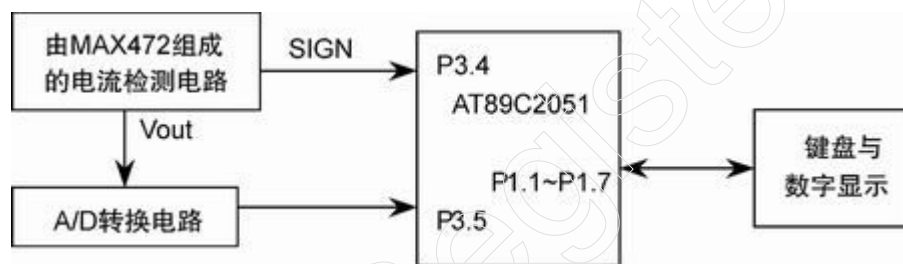 由MAX472组成
的电流检测电路
SIGN
Vout
A/D转换电路
P3.4
AT89C2051
P1.1~P1.7
P3.5
键盘与
数字显示